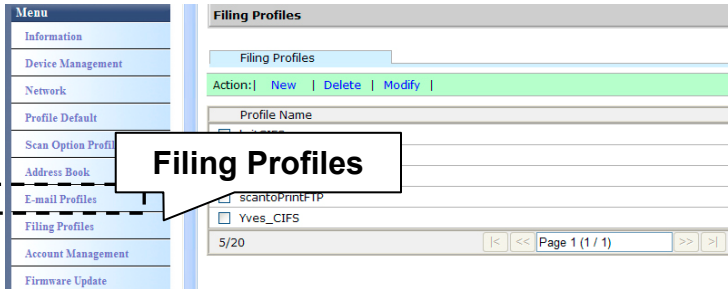 Menu
Information
Device Management
Network
Profile Default
Scan Option Profil
Address Book
E-mail Profiles
Filing Profiles
Account Management
Firmware Update
Filing Profiles
Filing Profiles
Action:| New | Delete | Modify |
Profile Name
Filing Profiles
scantoPrintFTP
Yves_CIFS
5/20
|< << Page 1 (1 / 1) >> >|